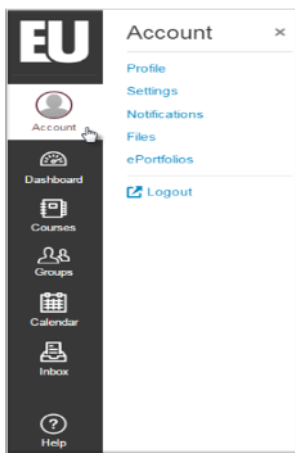 EU
Account
Dashboard
Courses
Groups
Calendar
Inbox
Help
Account ×
Profile
Settings
Notifications
Files
ePortfolios
Logout